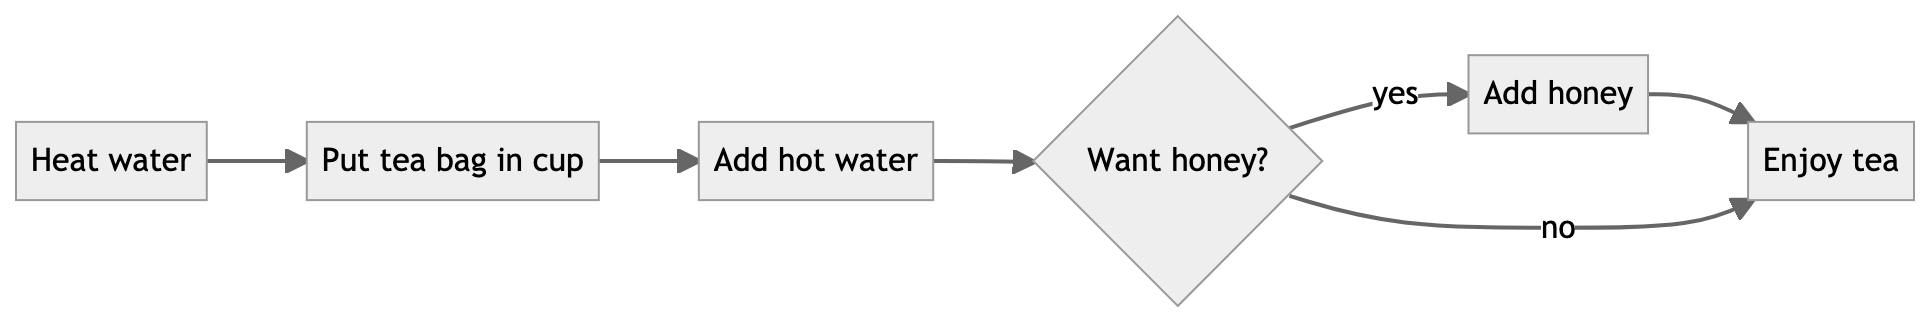 Heat water
Put tea bag in cup
Add hot water
Want honey?
yes
Add honey
no
Enjoy tea